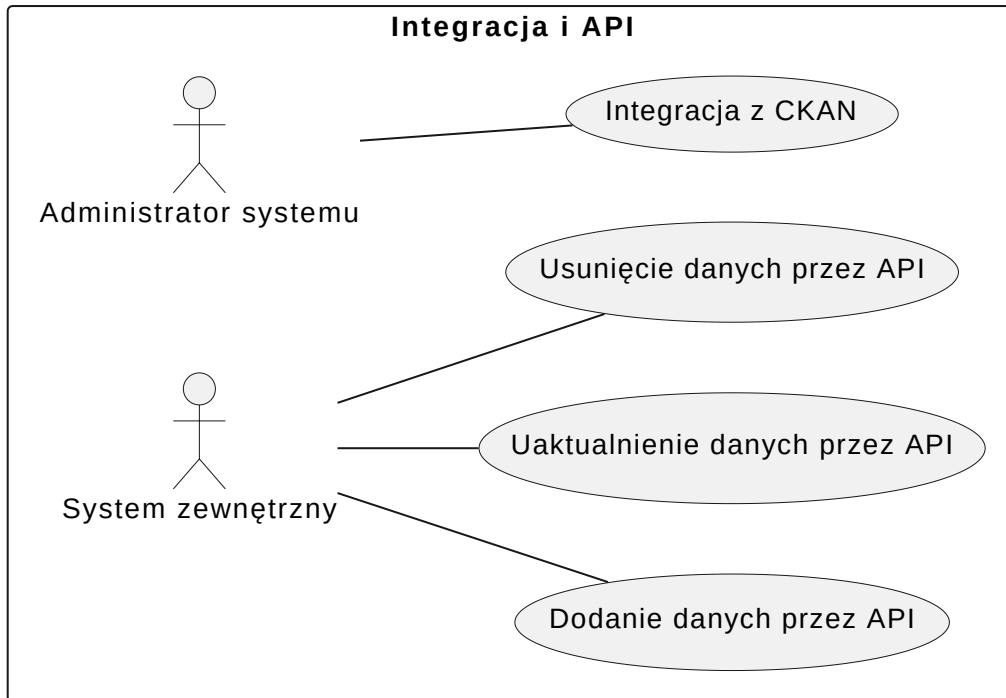 Integracja i API
Integracja z CKAN
Administrator systemu
Usunięcie danych przez API
Uaktualnienie danych przez API
System zewnętrzny
Dodanie danych przez API